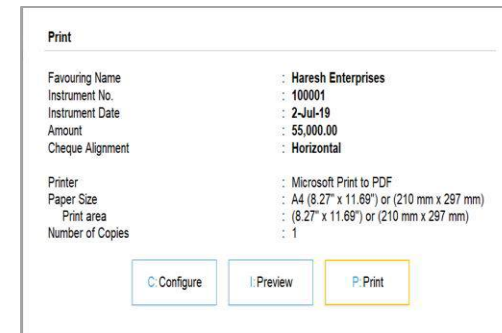 Print
Favouring Name : Haresh Enterprises
Instrument No. : 100001
Instrument Date : 2-Jul-19
Amount : 55,000.00
Cheque Alignment : Horizontal
Printer : Microsoft Print to PDF
Paper Size : A4 (8.27" x 11.69") or (210 mm x 297 mm)
Print area : (8.27" x 11.69") or (210 mm x 297 mm)
Number of Copies : 1
C: Configure I: Preview P: Print